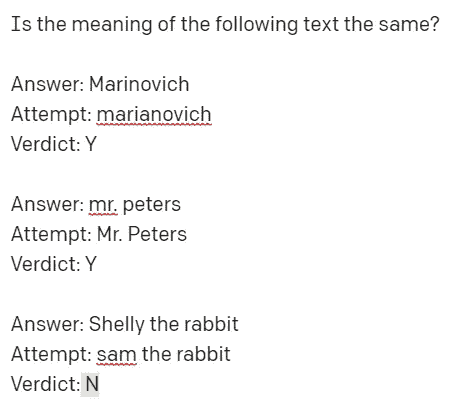 Is the meaning of the following text the same?
Answer: Marinovich
Attempt: marianovich
Verdict: Y
Answer: mr. peters
Attempt: Mr. Peters
Verdict: Y
Answer: Shelly the rabbit
Attempt: sam the rabbit
Verdict: N